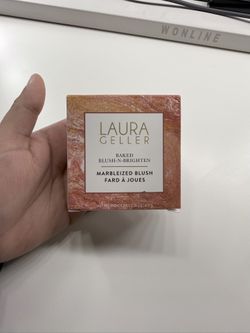 WONLINE
LAURA
GELLER
BAKED
BLUSH-N-BRIGHTEN
MARBLEIZED BLUSH
FARD À JOUES